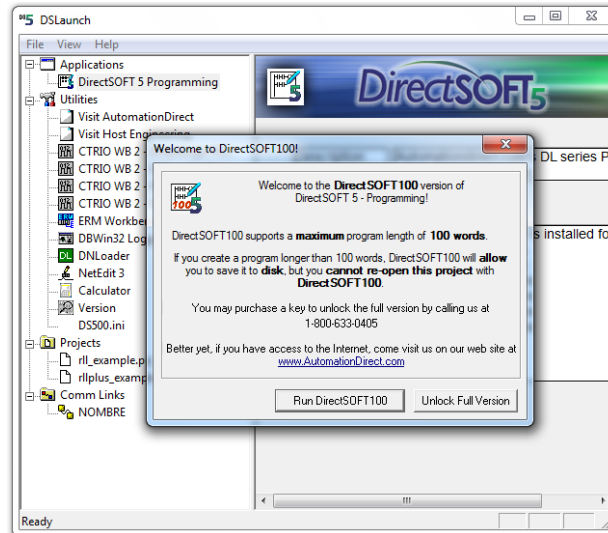 DSLaunch
File View Help
Applications
DirectSOFT 5 Programming
Utilities
Visit AutomationDirect
Visit Host Engineering
CTRIO WB 2 -
CTRIO WB 2 -
CTRIO WB 2 -
CTRIO WB 2 -
ERM Workbe
DBWin32 Log
DNLoader
NetEdit 3
Calculator
Version
DS500.ini
Projects
rll_example.p
rllplus_examp
Comm Links
NOMBRE
Ready
DirectSOFT5
DL series P
s installed fo
Welcome to DirectSOFT100!
Welcome to the DirectSOFT100 version of
DirectSOFT 5 - Programming!
DirectSOFT100 supports a maximum program length of 100 words.
If you create a program longer than 100 words, DirectSOFT100 will allow
you to save it to disk, but you cannot re-open this project with
DirectSOFT100.
You may purchase a key to unlock the full version by calling us at
1-800-633-0405
Better yet, if you have access to the Internet, come visit us on our web site at
www.AutomationDirect.com
Run DirectSOFT100
Unlock Full Version